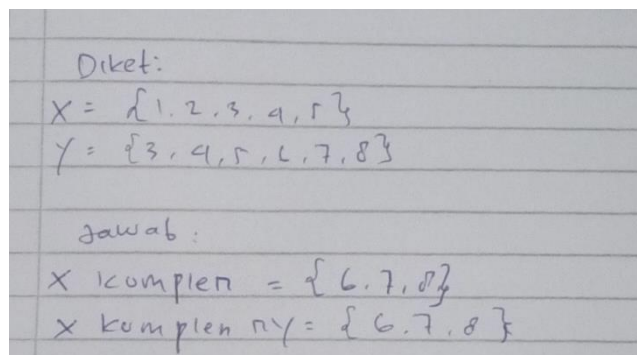 Diket:
X = {1. 2. 3. 4, 5}
Y = {3, 4, 5, 6, 7, 8}
Jawab :
X komplen = {6. 7, 8}
X komplen ∩ Y = {6. 7. 8}